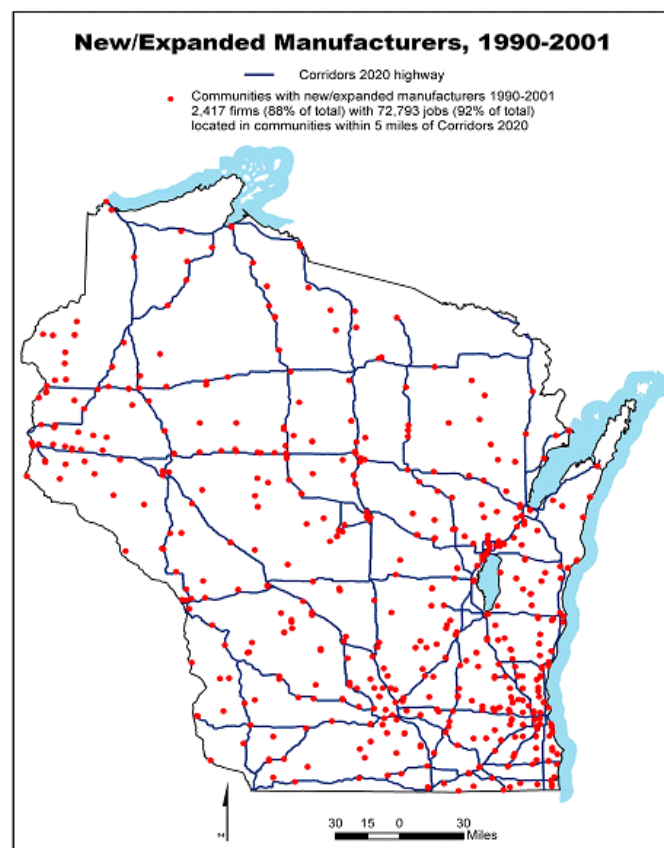 New/Expanded Manufacturers, 1990-2001
Corridors 2020 highway
Communities with new/expanded manufacturers 1990-2001
2,417 firms (88% of total) with 72,793 jobs (92% of total)
located in communities within 5 miles of Corridors 2020
N
30 15 0 30
Miles